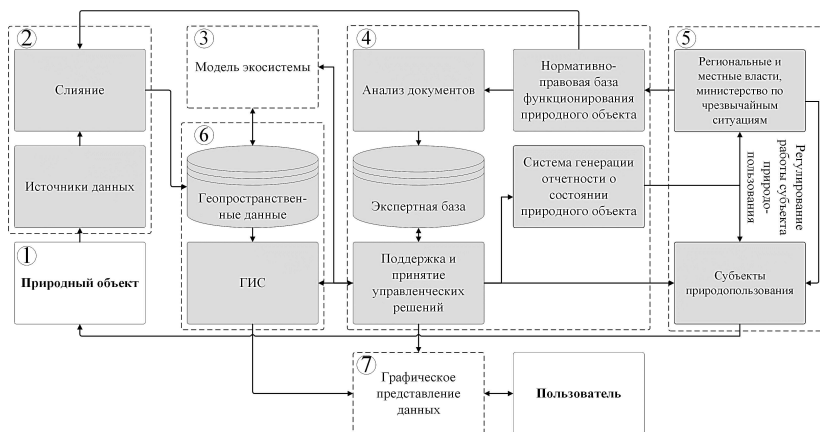 2
Слияние
Источники данных
1
Природный объект
3
Модель экосистемы
6
Геопространствен-
ные данные
ГИС
4
Анализ документов
Нормативно-
правовая база
функционирования
природного объекта
Экспертная база
Система генерации
отчетности о
состоянии
природного объекта
Поддержка и
принятие
управленческих
решений
5
Региональные и
местные власти,
министерство по
чрезвычайным
ситуациям
Регулирование
работы субъекта
природо-
пользования
Субъекты
природопользования
7
Графическое
представление
данных
Пользователь